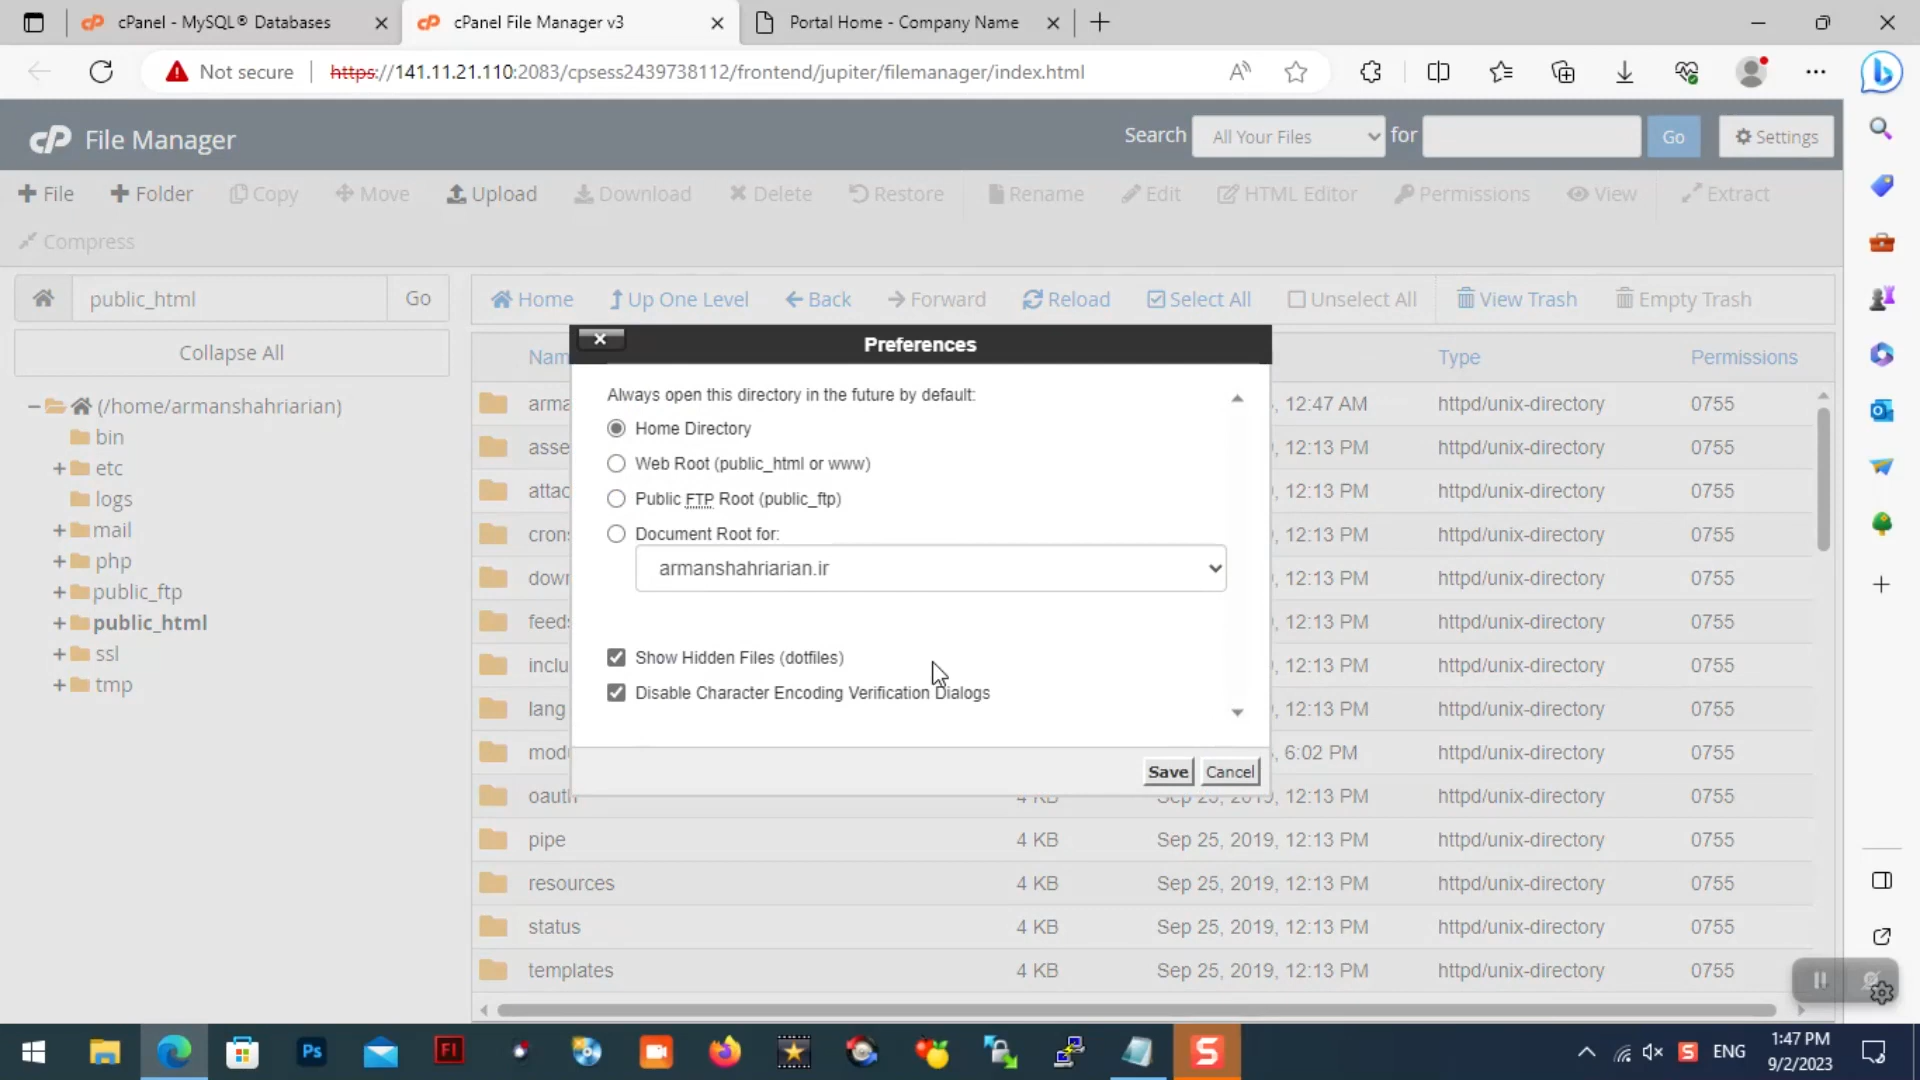 cPanel - MySQL® Databases
cPanel File Manager v3
Portal Home - Company Name
Not secure
https://141.11.21.110:2083/cpsess2439738112/frontend/jupiter/filemanager/index.html
cP File Manager
Search All Your Files for Go Settings
File Folder Copy Move Upload Download Delete Restore Rename Edit HTML Editor Permissions View Extract
Compress
public_html Go
Home Up One Level Back Forward Reload Select All Unselect All View Trash Empty Trash
Collapse All
(/home/armanshahriarian)
bin
etc
logs
mail
php
public_ftp
public_html
ssl
tmp
Preferences
Always open this directory in the future by default:
Home Directory
Web Root (public_html or www)
Public FTP Root (public_ftp)
Document Root for:
armanshahriarian.ir
Show Hidden Files (dotfiles)
Disable Character Encoding Verification Dialogs
Save Cancel
Nam Type Permissions
arma , 12:47 AM httpd/unix-directory 0755
asse , 12:13 PM httpd/unix-directory 0755
attac , 12:13 PM httpd/unix-directory 0755
crons , 12:13 PM httpd/unix-directory 0755
down , 12:13 PM httpd/unix-directory 0755
feeds , 12:13 PM httpd/unix-directory 0755
inclu , 12:13 PM httpd/unix-directory 0755
lang , 12:13 PM httpd/unix-directory 0755
modu , 6:02 PM httpd/unix-directory 0755
oauth 4 KB Sep 25, 2019, 12:13 PM httpd/unix-directory 0755
pipe 4 KB Sep 25, 2019, 12:13 PM httpd/unix-directory 0755
resources 4 KB Sep 25, 2019, 12:13 PM httpd/unix-directory 0755
status 4 KB Sep 25, 2019, 12:13 PM httpd/unix-directory 0755
templates 4 KB Sep 25, 2019, 12:13 PM httpd/unix-directory 0755
Ps
Fl
S
S
ENG
1:47 PM
9/2/2023